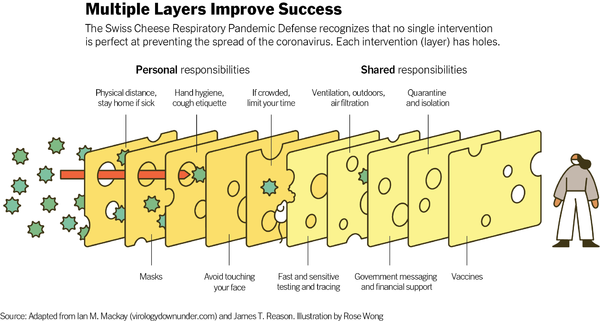 Multiple Layers Improve Success
The Swiss Cheese Respiratory Pandemic Defense recognizes that no single intervention
is perfect at preventing the spread of the coronavirus. Each intervention (layer) has holes.
Personal responsibilities
Shared responsibilities
Physical distance,
stay home if sick
Hand hygiene,
cough etiquette
If crowded,
limit your time
Ventilation, outdoors,
air filtration
Quarantine
and isolation
Masks
Avoid touching
your face
Fast and sensitive
testing and tracing
Government messaging
and financial support
Vaccines
Source: Adapted from Ian M. Mackay (virologydownunder.com) and James T. Reason. Illustration by Rose Wong